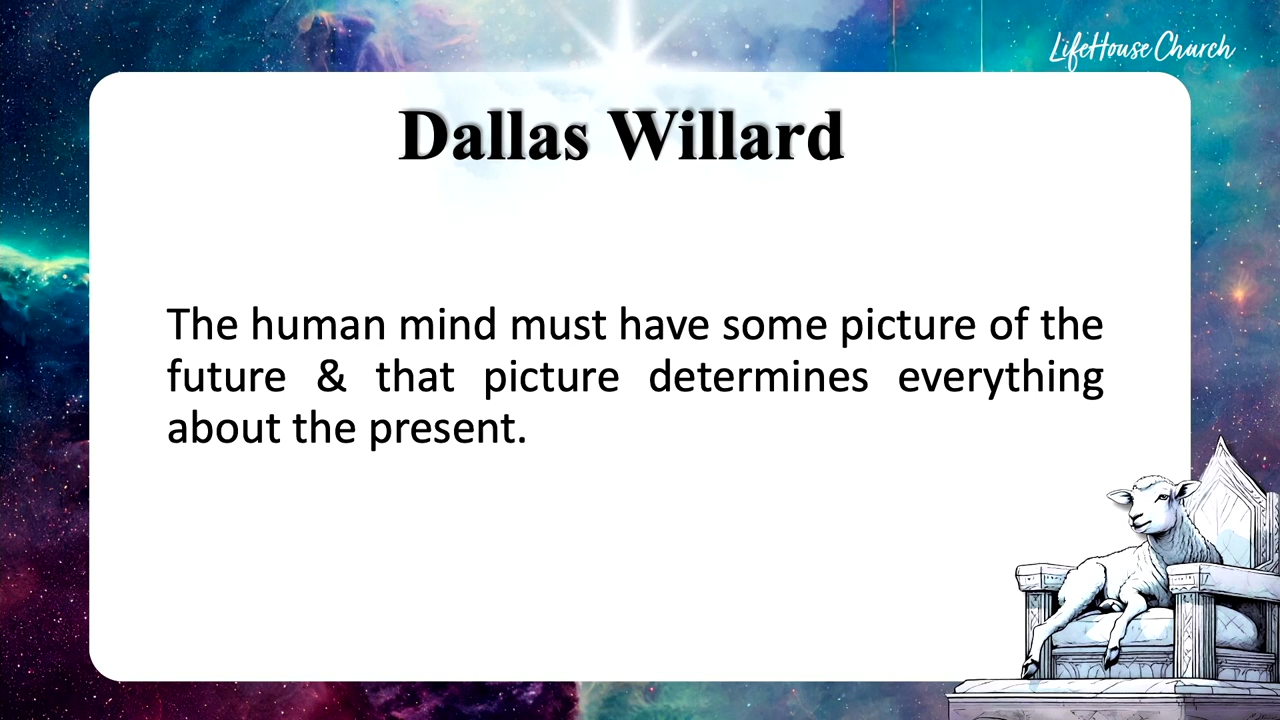 LifeHouse Church
Dallas Willard
The human mind must have some picture of the
future & that picture determines everything
about the present.